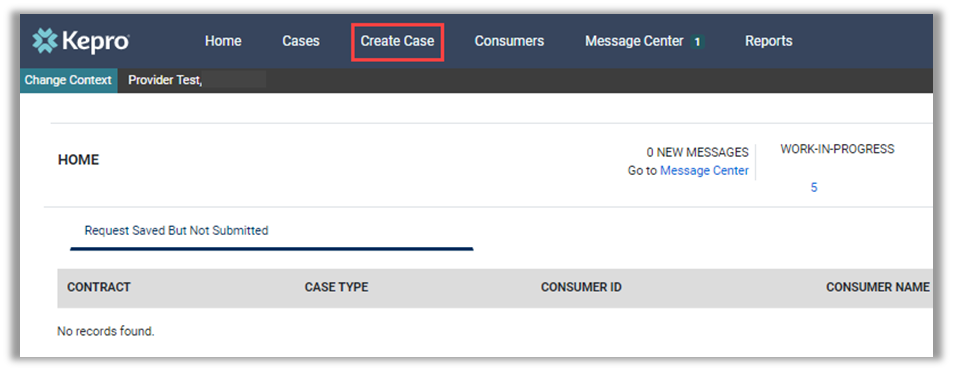 Kepro Home Cases Create Case Consumers Message Center 1 Reports
Change Context Provider Test,
HOME
0 NEW MESSAGES
Go to Message Center
WORK-IN-PROGRESS
5
Request Saved But Not Submitted
CONTRACT CASE TYPE CONSUMER ID CONSUMER NAME
No records found.